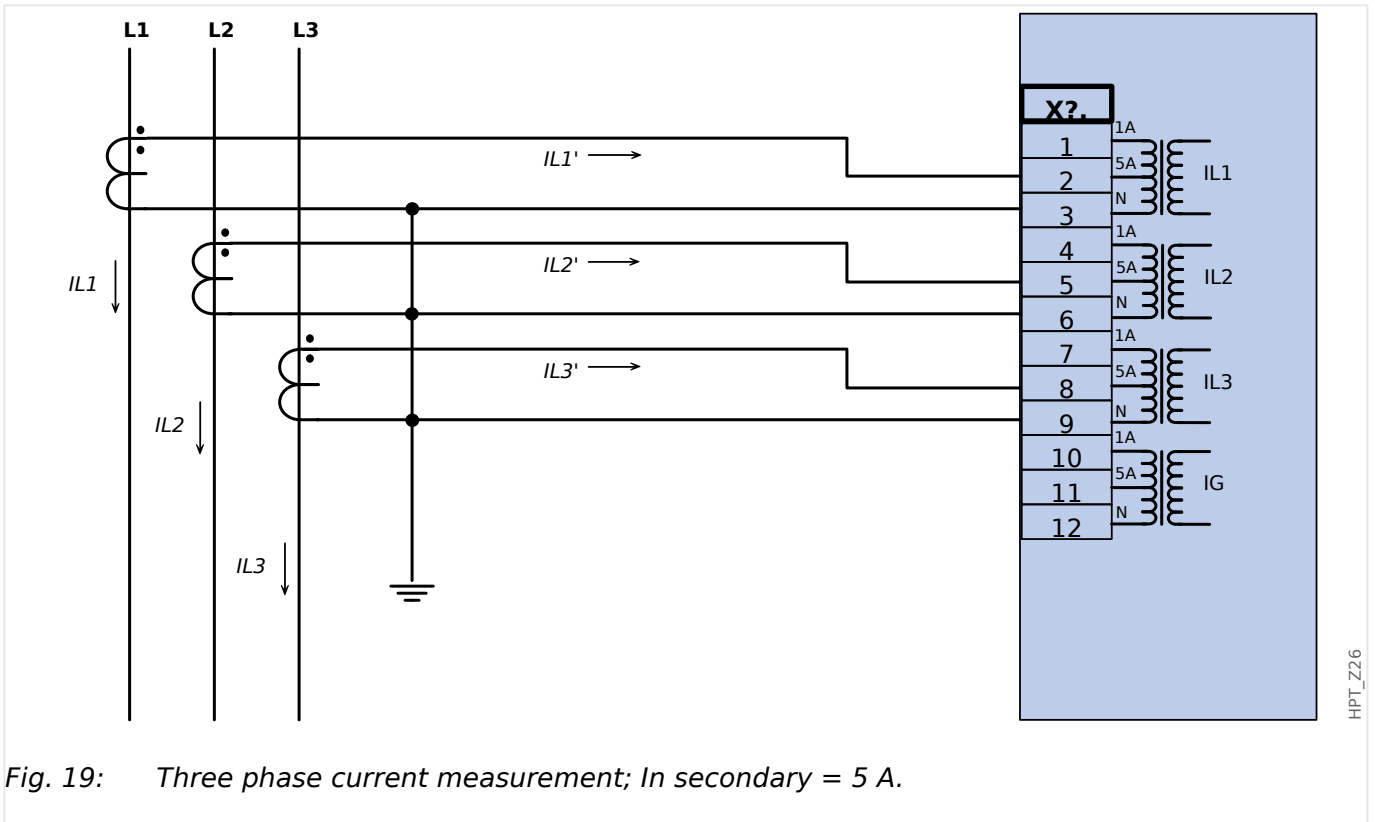 L1 L2 L3
X?.
1
2
3
4
5
6
7
8
9
10
11
12
1A
5A
N
IL1
1A
5A
N
IL2
1A
5A
N
IL3
1A
5A
N
IG
IL1'
IL2'
IL3'
IL1
IL2
IL3
HPT_Z26
Fig. 19: Three phase current measurement; In secondary = 5 A.